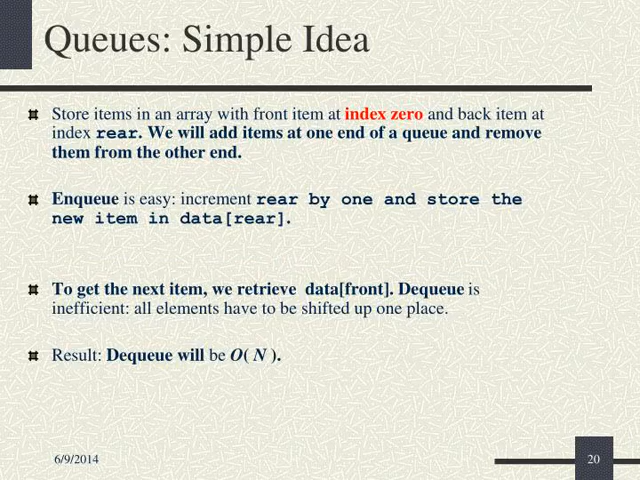 Queues: Simple Idea
Store items in an array with front item at index zero and back item at
index rear. We will add items at one end of a queue and remove
them from the other end.
Enqueue is easy: increment rear by one and store the
new item in data[rear].
To get the next item, we retrieve data[front]. Dequeue is
inefficient: all elements have to be shifted up one place.
Result: Dequeue will be O( N ).
6/9/2014
20